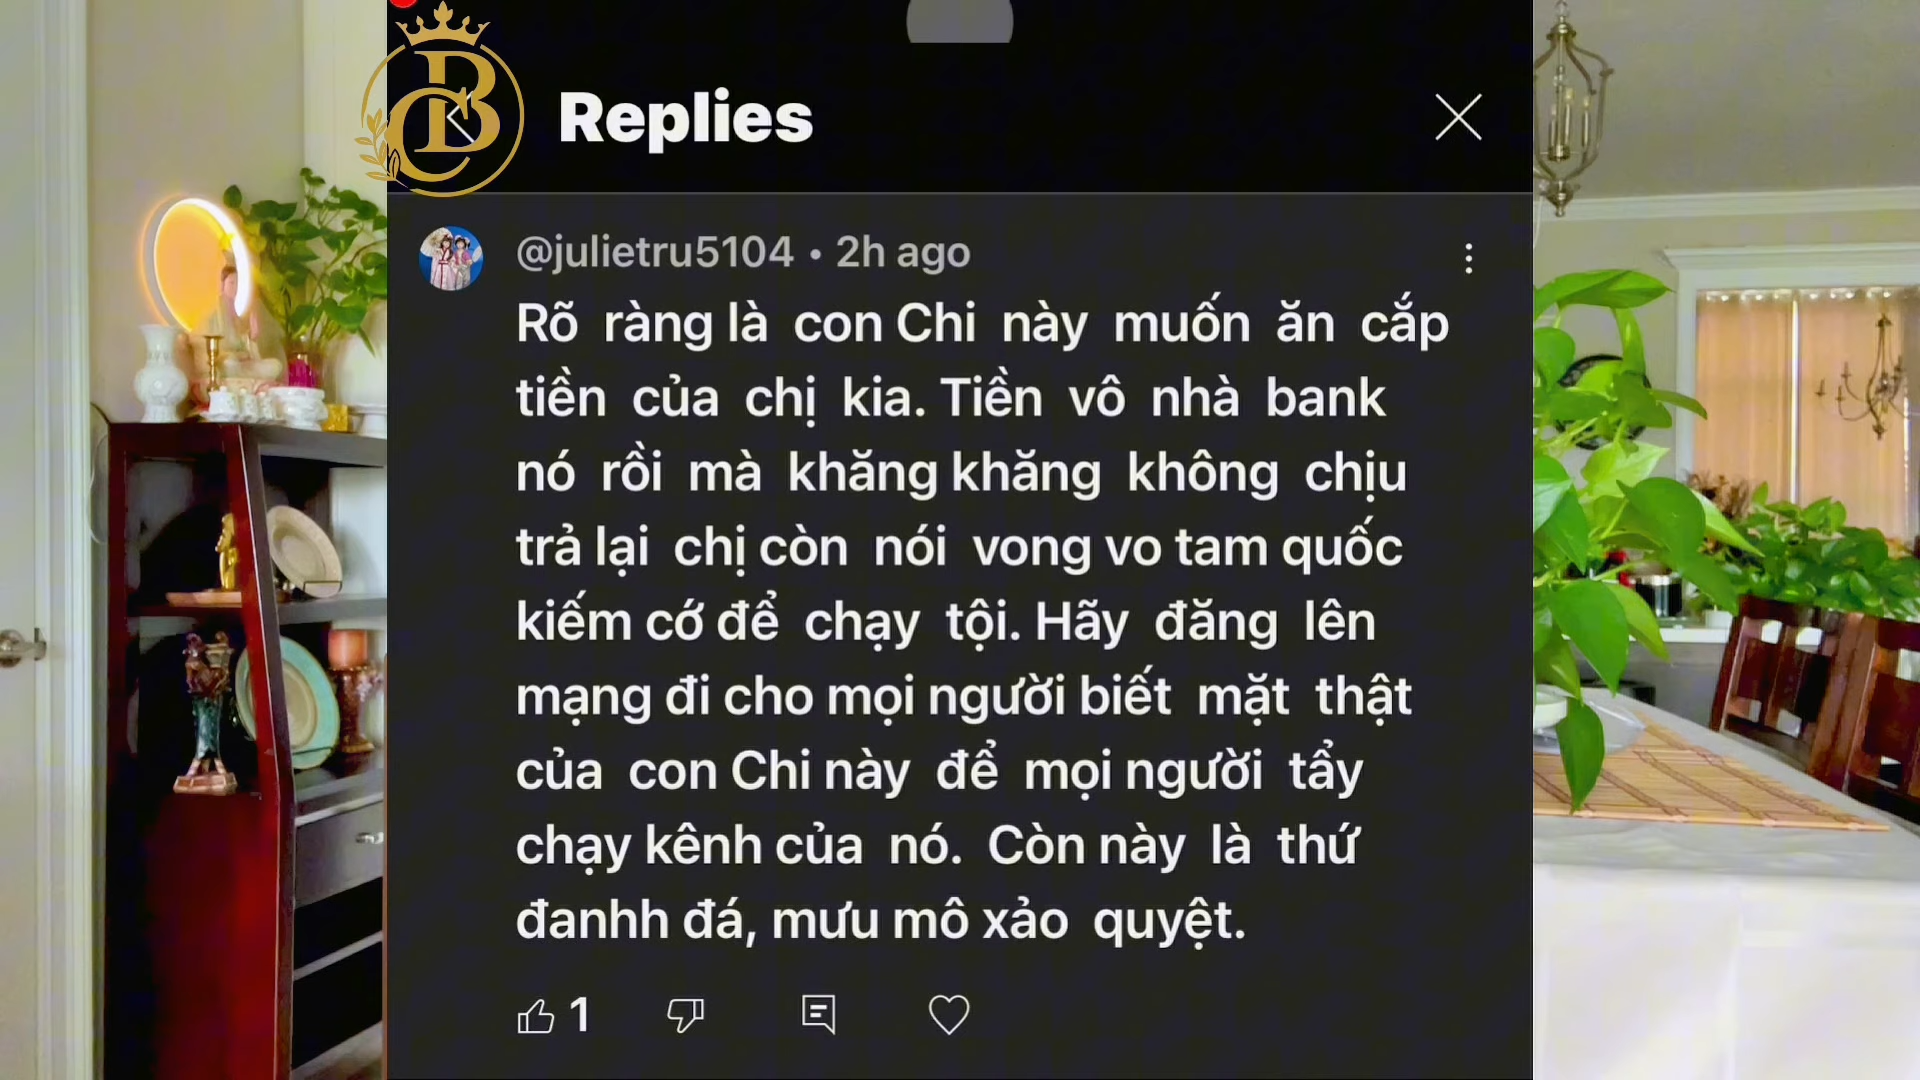 CB
Replies
@julietru5104 • 2h ago
Rõ ràng là con Chi này muốn ăn cắp
tiền của chị kia. Tiền vô nhà bank
nó rồi mà khăng khăng không chịu
trả lại chị còn nói vong vo tam quốc
kiếm cớ để chạy tội. Hãy đăng lên
mạng đi cho mọi người biết mặt thật
của con Chi này để mọi người tẩy
chạy kênh của nó. Còn này là thứ
đanhh đá, mưu mô xảo quyệt.
1